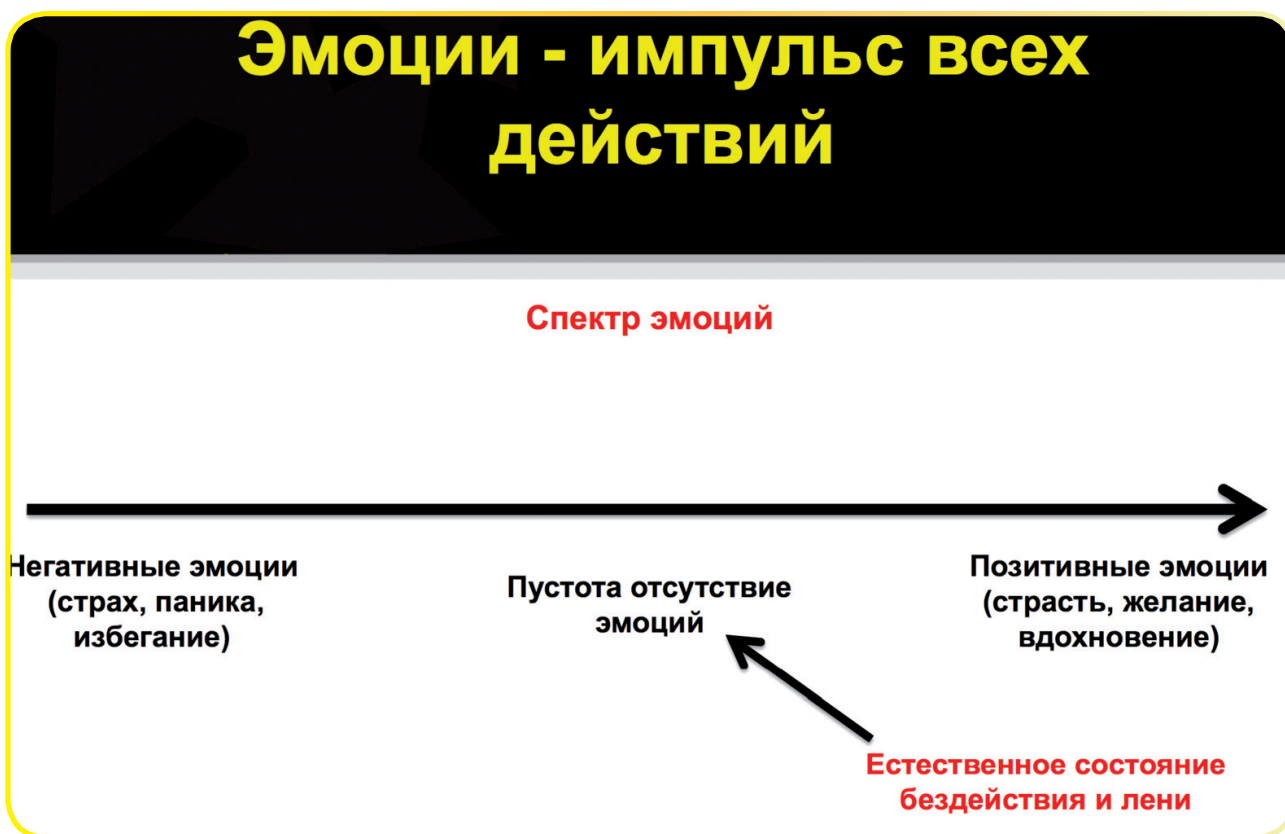 Эмоции - импульс всех
действий
Спектр эмоций
Негативные эмоции
(страх, паника,
избегание)
Пустота отсутствие
эмоций
Позитивные эмоции
(страсть, желание,
вдохновение)
Естественное состояние
бездействия и лени